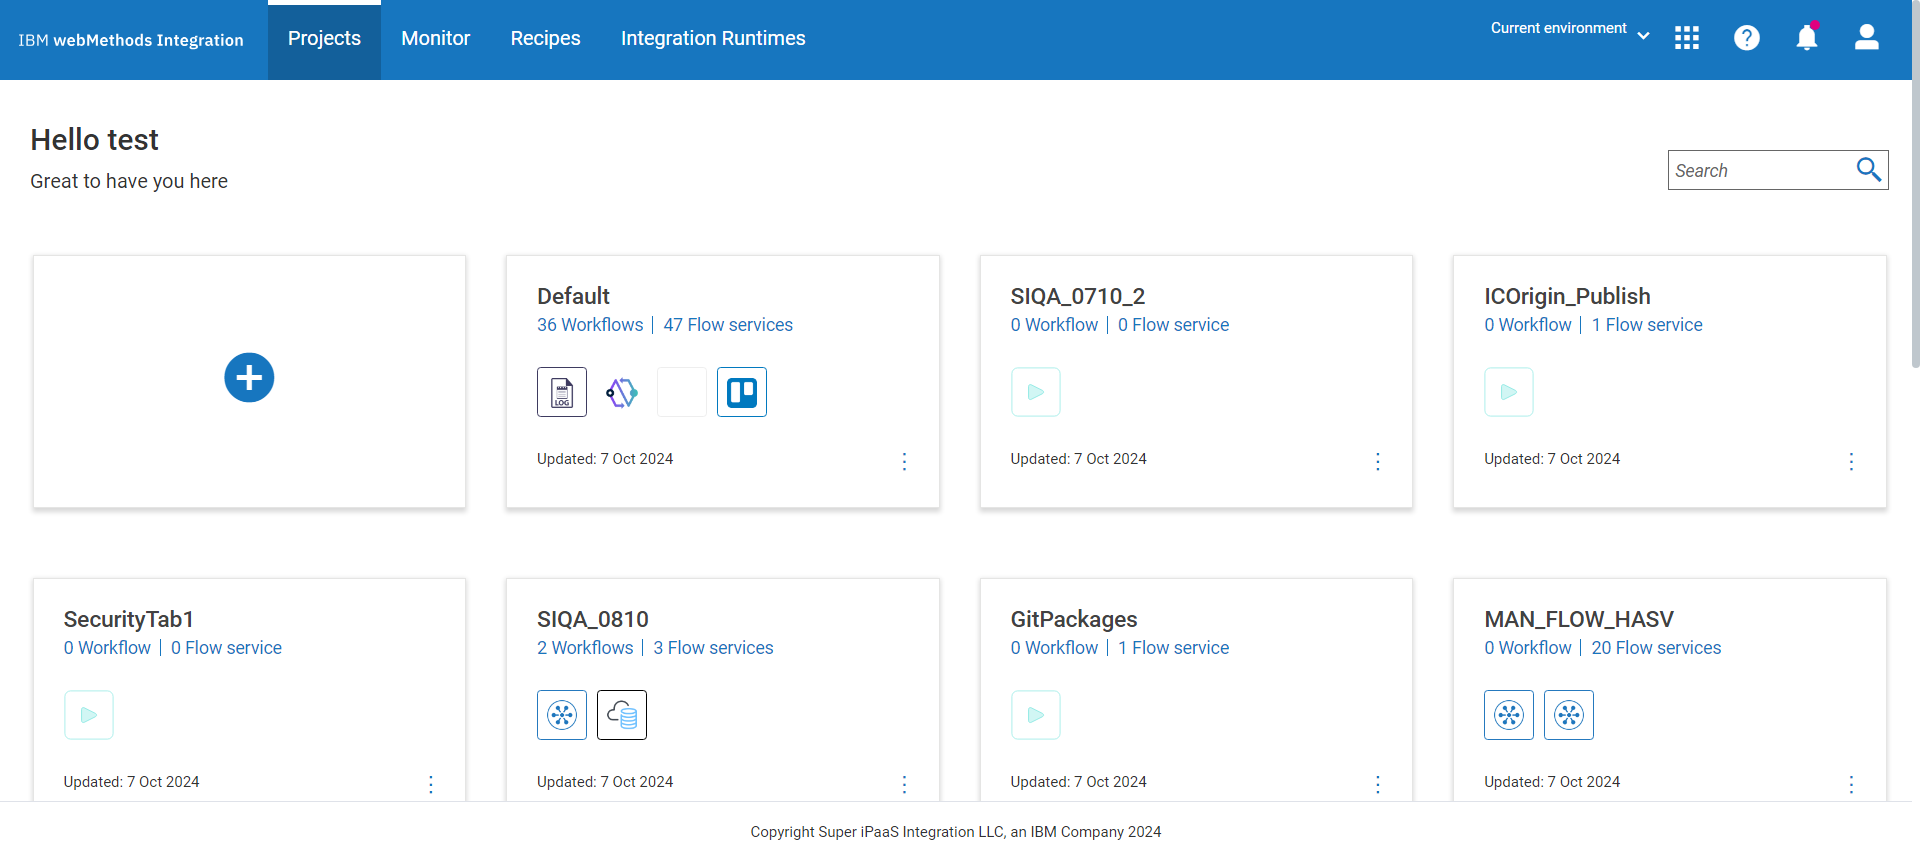 IBM webMethods Integration
Projects
Monitor
Recipes
Integration Runtimes
Current environment
Hello test
Great to have you here
Search
Default
36 Workflows | 47 Flow services
LOG
Updated: 7 Oct 2024
SIQA_0710_2
0 Workflow | 0 Flow service
Updated: 7 Oct 2024
ICOrigin_Publish
0 Workflow | 1 Flow service
Updated: 7 Oct 2024
SecurityTab1
0 Workflow | 0 Flow service
Updated: 7 Oct 2024
SIQA_0810
2 Workflows | 3 Flow services
Updated: 7 Oct 2024
GitPackages
0 Workflow | 1 Flow service
Updated: 7 Oct 2024
MAN_FLOW_HASV
0 Workflow | 20 Flow services
Updated: 7 Oct 2024
Copyright Super iPaaS Integration LLC, an IBM Company 2024